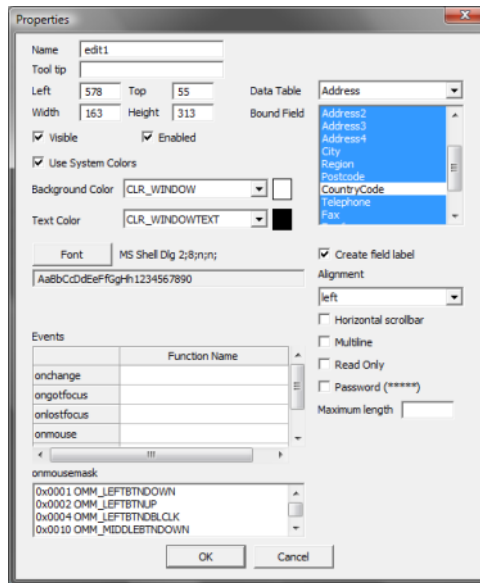 Properties
Name edit1
Tool tip
Left 578 Top 55 Data Table Address
Width 163 Height 313 Bound Field Address2
Address3
Address4
City
Region
Postcode
CountryCode
Telephone
Fax
Visible Enabled
Use System Colors
Background Color CLR_WINDOW
Text Color CLR_WINDOWTEXT
Font MS Shell Dlg 2;8;n;n; Create field label
AaBbCcDdEeFfGgHh1234567890 Alignment
left
Horizontal scrollbar
Events Multiline
Function Name Read Only
onchange Password (*****)
ongotfocus Maximum length
onlostfocus
onmouse
onmousemask
0x0001 OMM_LEFTBTNDOWN
0x0002 OMM_LEFTBTNUP
0x0004 OMM_LEFTBTNDBLCLK
0x0010 OMM_MIDDLEBTNDOWN
OK Cancel